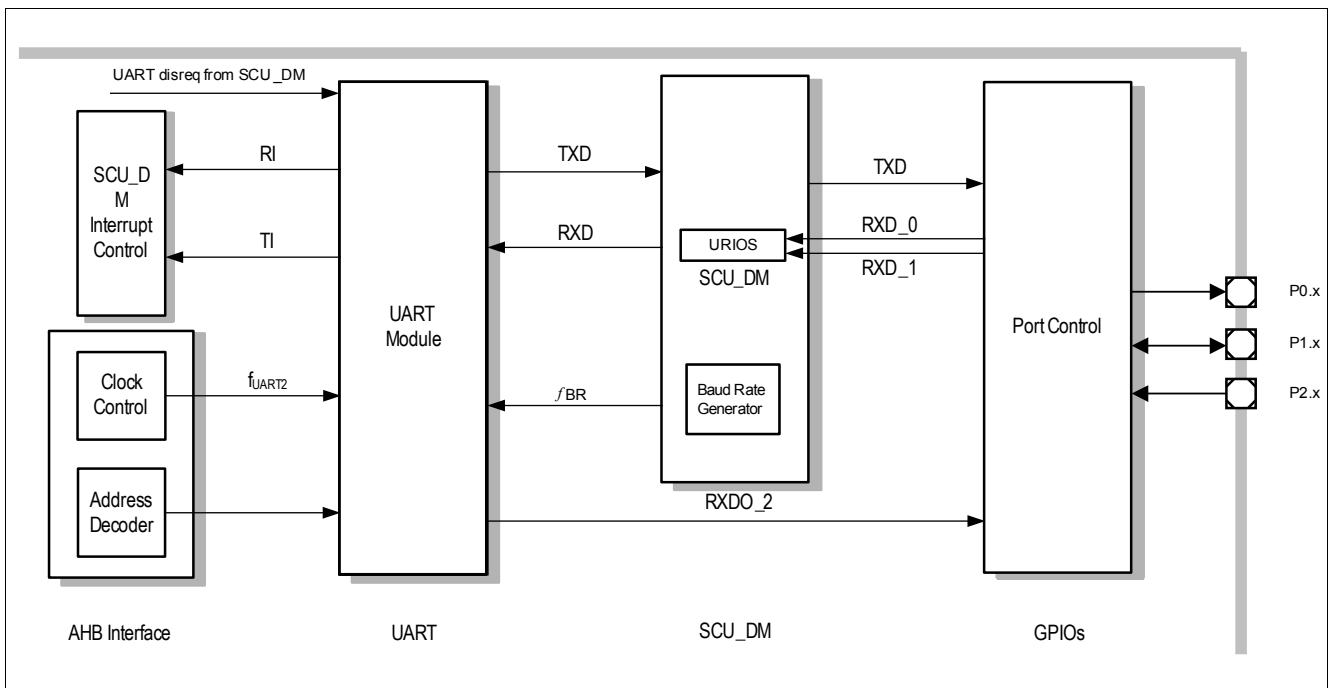 UART disreq from SCU_DM
SCU_D
M
Interrupt
Control
RI
TI
TXD
RXD
UART
Module
URIOS
SCU_DM
TXD
RXD_0
RXD_1
Port Control
P0.x
P1.x
P2.x
Clock
Control
fUART2
fBR
Baud Rate
Generator
Address
Decoder
RXDO_2
AHB Interface
UART
SCU_DM
GPIOs